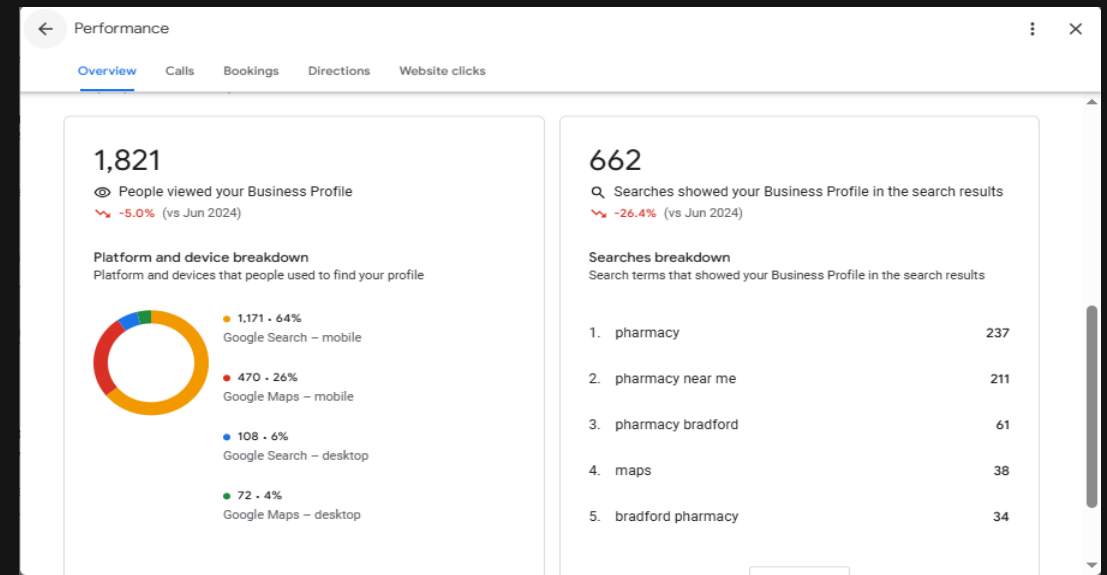 Performance
Overview Calls Bookings Directions Website clicks
1,821
People viewed your Business Profile
-5.0% (vs Jun 2024)
Platform and device breakdown
Platform and devices that people used to find your profile
1,171 • 64%
Google Search – mobile
470 • 26%
Google Maps – mobile
108 • 6%
Google Search – desktop
72 • 4%
Google Maps – desktop
662
Searches showed your Business Profile in the search results
-26.4% (vs Jun 2024)
Searches breakdown
Search terms that showed your Business Profile in the search results
1. pharmacy 237
2. pharmacy near me 211
3. pharmacy bradford 61
4. maps 38
5. bradford pharmacy 34